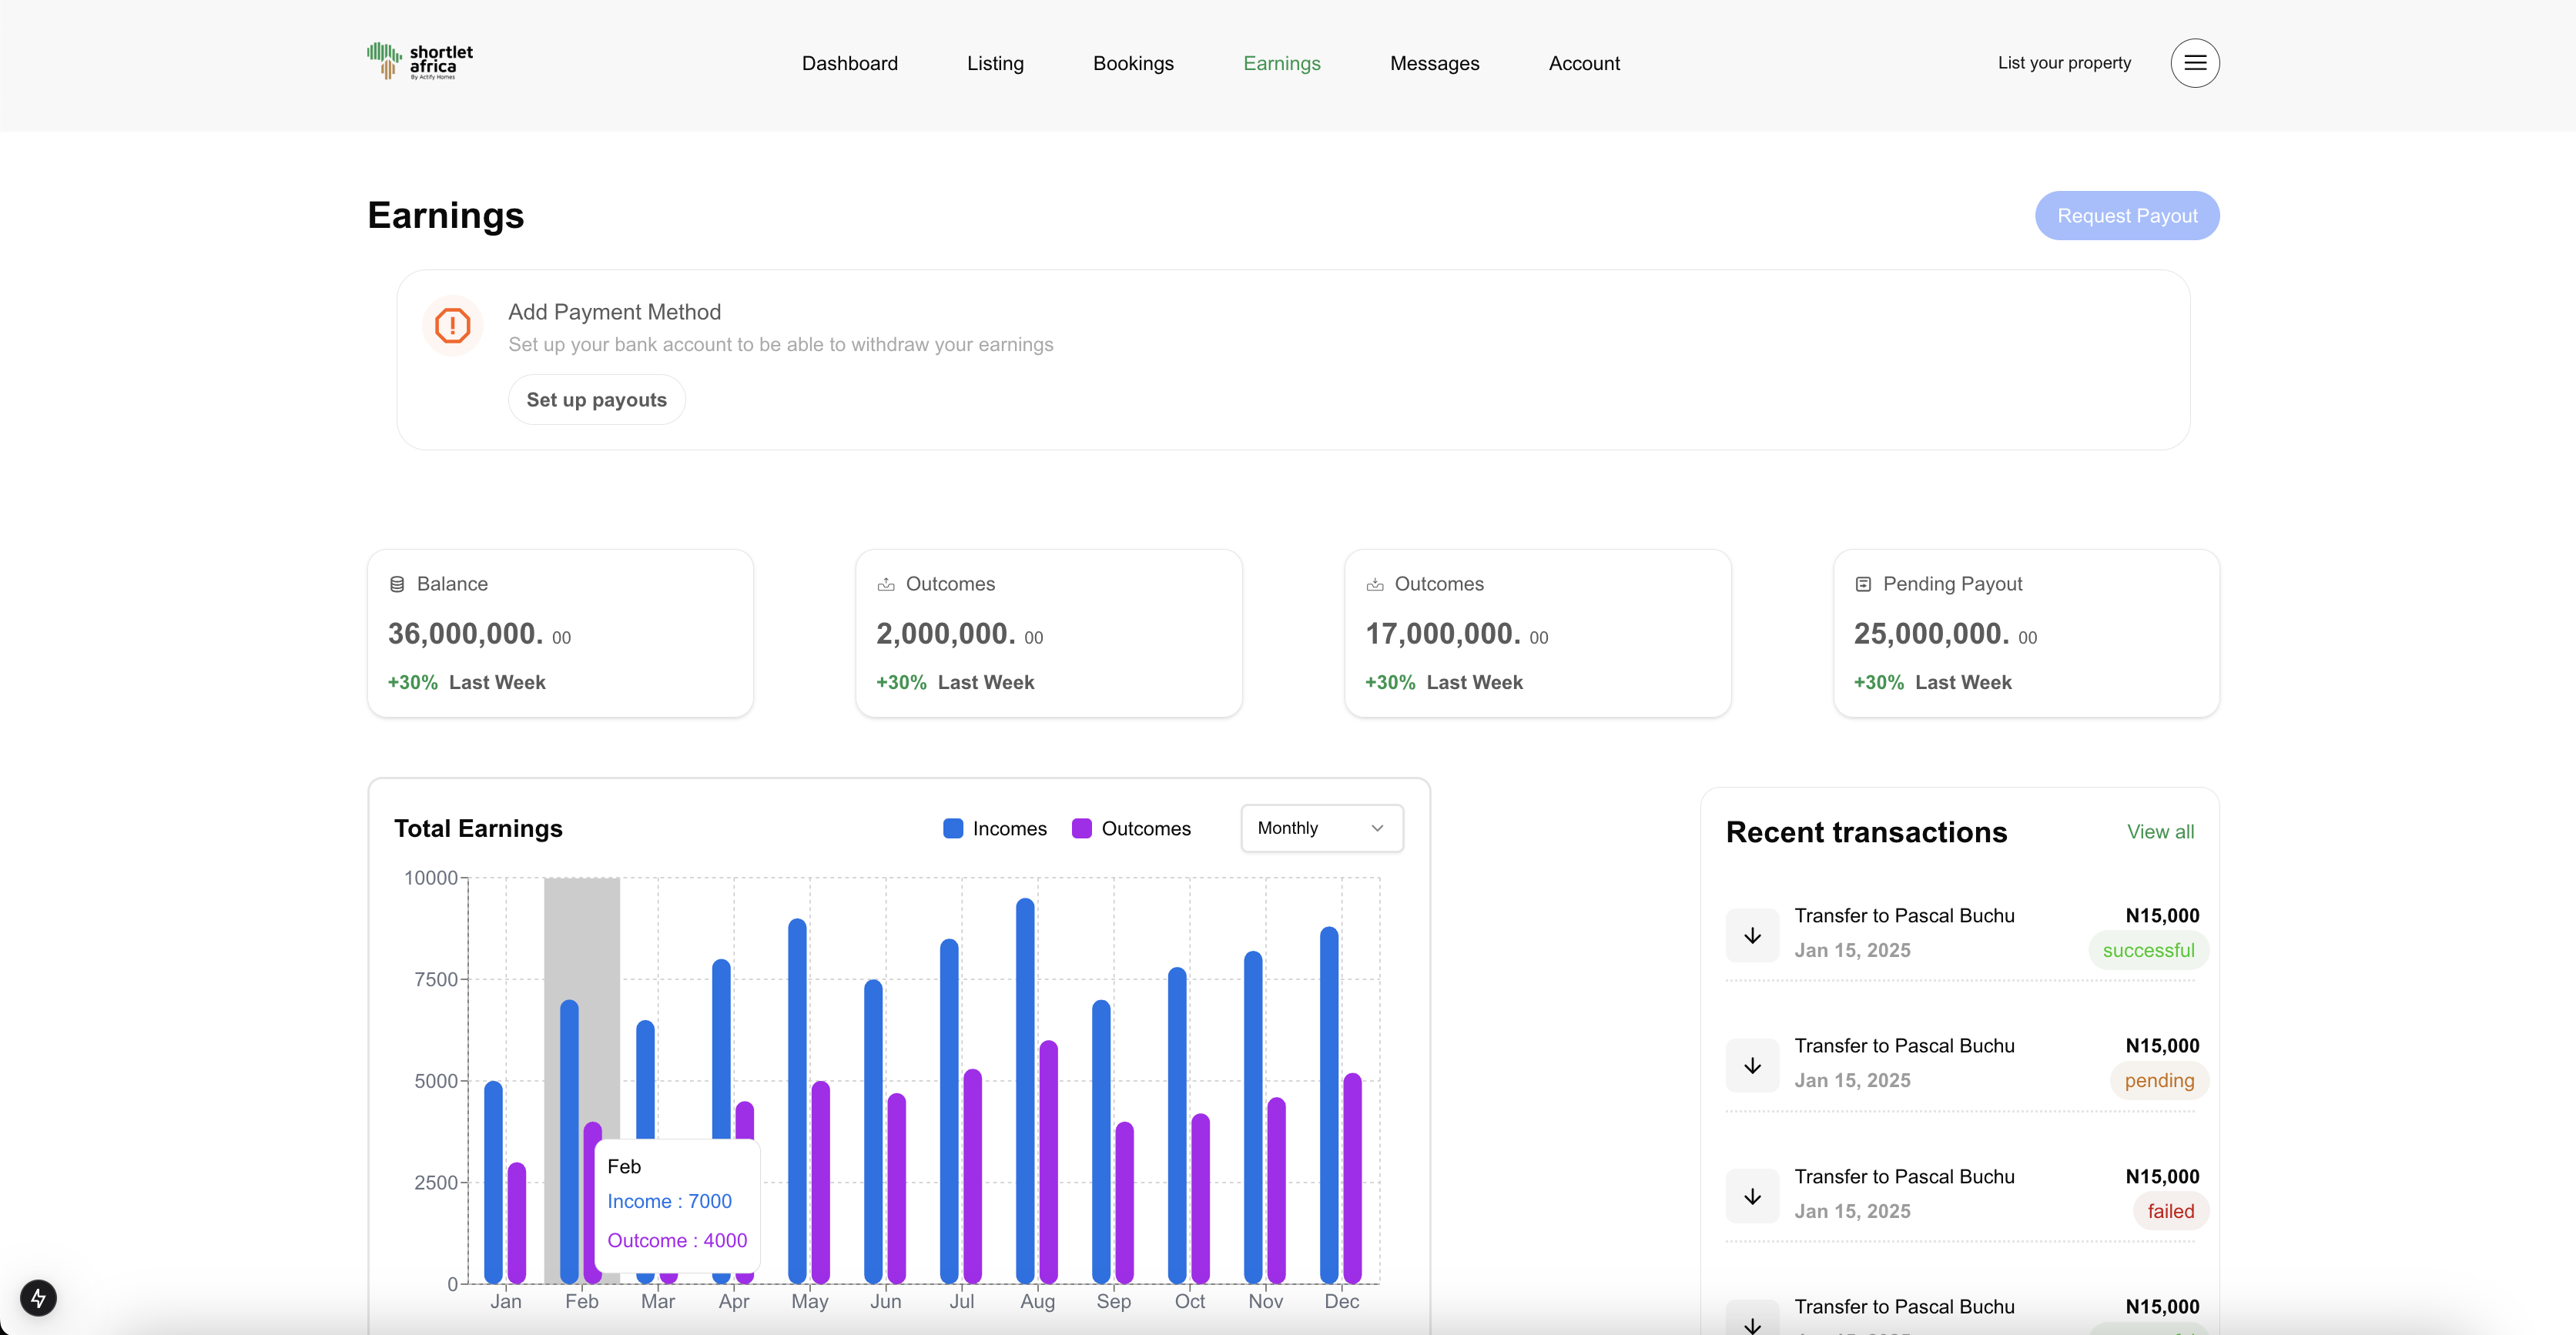 shortlet
africa
By Actify Homes
Dashboard
Listing
Bookings
Earnings
Messages
Account
List your property
Earnings
Request Payout
Add Payment Method
Set up your bank account to be able to withdraw your earnings
Set up payouts
Balance
36,000,000. 00
+30% Last Week
Outcomes
2,000,000. 00
+30% Last Week
Outcomes
17,000,000. 00
+30% Last Week
Pending Payout
25,000,000. 00
+30% Last Week
Total Earnings
Incomes
Outcomes
Monthly
10000
7500
5000
2500
0
Feb
Income : 7000
Outcome : 4000
Jan
Feb
Mar
Apr
May
Jun
Jul
Aug
Sep
Oct
Nov
Dec
Recent transactions
View all
Transfer to Pascal Buchu
N15,000
Jan 15, 2025
successful
Transfer to Pascal Buchu
N15,000
Jan 15, 2025
pending
Transfer to Pascal Buchu
N15,000
Jan 15, 2025
failed
Transfer to Pascal Buchu
N15,000